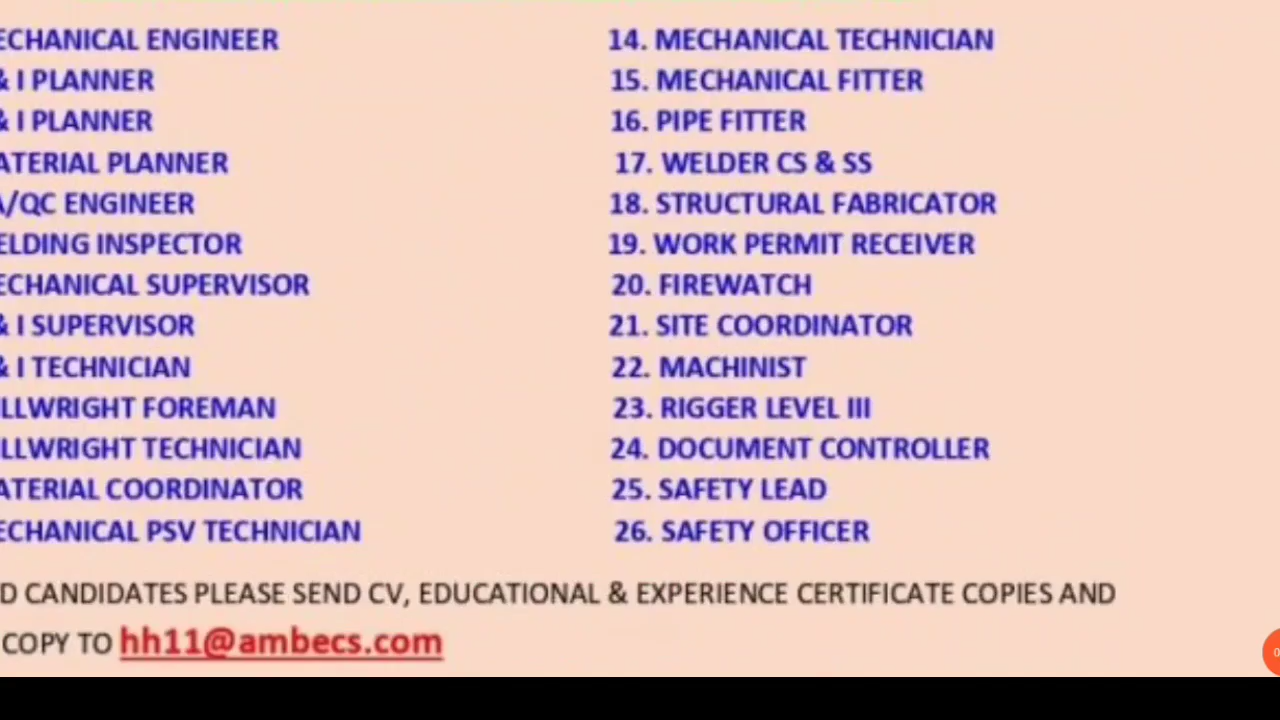 ECHANICAL ENGINEER
& I PLANNER
& I PLANNER
ATERIAL PLANNER
A/QC ENGINEER
ELDING INSPECTOR
ECHANICAL SUPERVISOR
& I SUPERVISOR
& I TECHNICIAN
LLWRIGHT FOREMAN
LLWRIGHT TECHNICIAN
ATERIAL COORDINATOR
ECHANICAL PSV TECHNICIAN
14. MECHANICAL TECHNICIAN
15. MECHANICAL FITTER
16. PIPE FITTER
17. WELDER CS & SS
18. STRUCTURAL FABRICATOR
19. WORK PERMIT RECEIVER
20. FIREWATCH
21. SITE COORDINATOR
22. MACHINIST
23. RIGGER LEVEL III
24. DOCUMENT CONTROLLER
25. SAFETY LEAD
26. SAFETY OFFICER
D CANDIDATES PLEASE SEND CV, EDUCATIONAL & EXPERIENCE CERTIFICATE COPIES AND
COPY TO hh11@ambecs.com